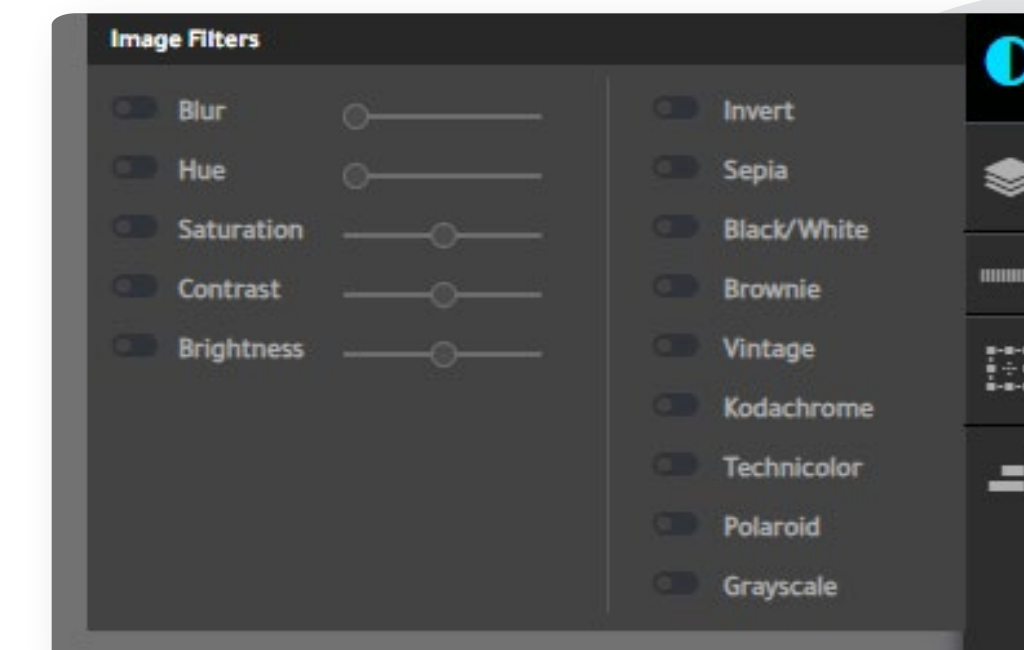 Image Filters
Blur
Hue
Saturation
Contrast
Brightness
Invert
Sepia
Black/White
Brownie
Vintage
Kodachrome
Technicolor
Polaroid
Grayscale